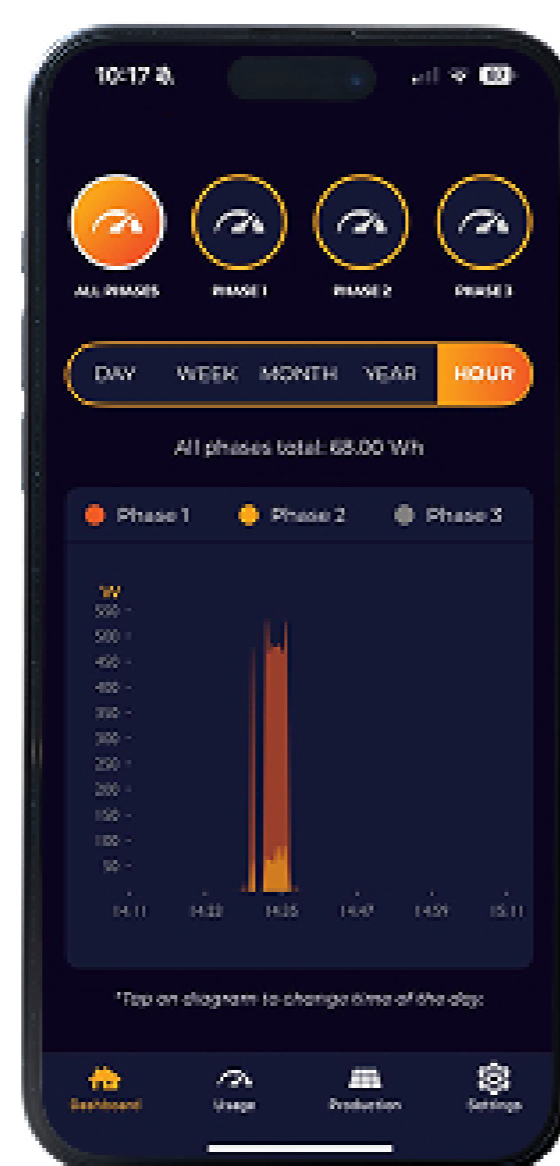 10:17
ALL PHASES PHASE 1 PHASE 2 PHASE 3
DAY WEEK MONTH YEAR HOUR
All phases total: 68.00 Wh
Phase 1 Phase 2 Phase 3
W
550
500
450
400
350
300
250
200
150
100
50
14:11 14:23 14:35 14:47 14:59 15:11
*Tap on diagram to change time of the day.
Dashboard Usage Production Settings